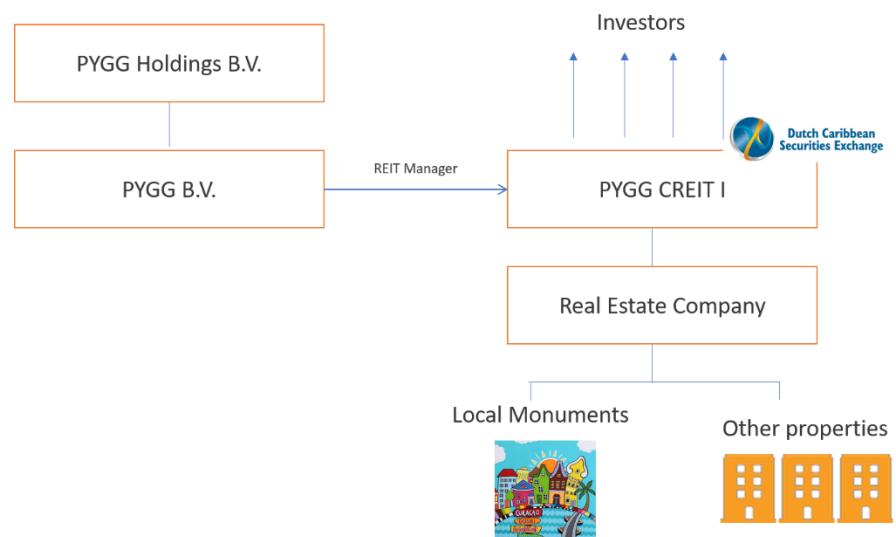 Investors
PYGG Holdings B.V.
Dutch Caribbean
Securities Exchange
PYGG B.V.
REIT Manager
PYGG CREIT I
Real Estate Company
Local Monuments
Other properties
CURAÇAO